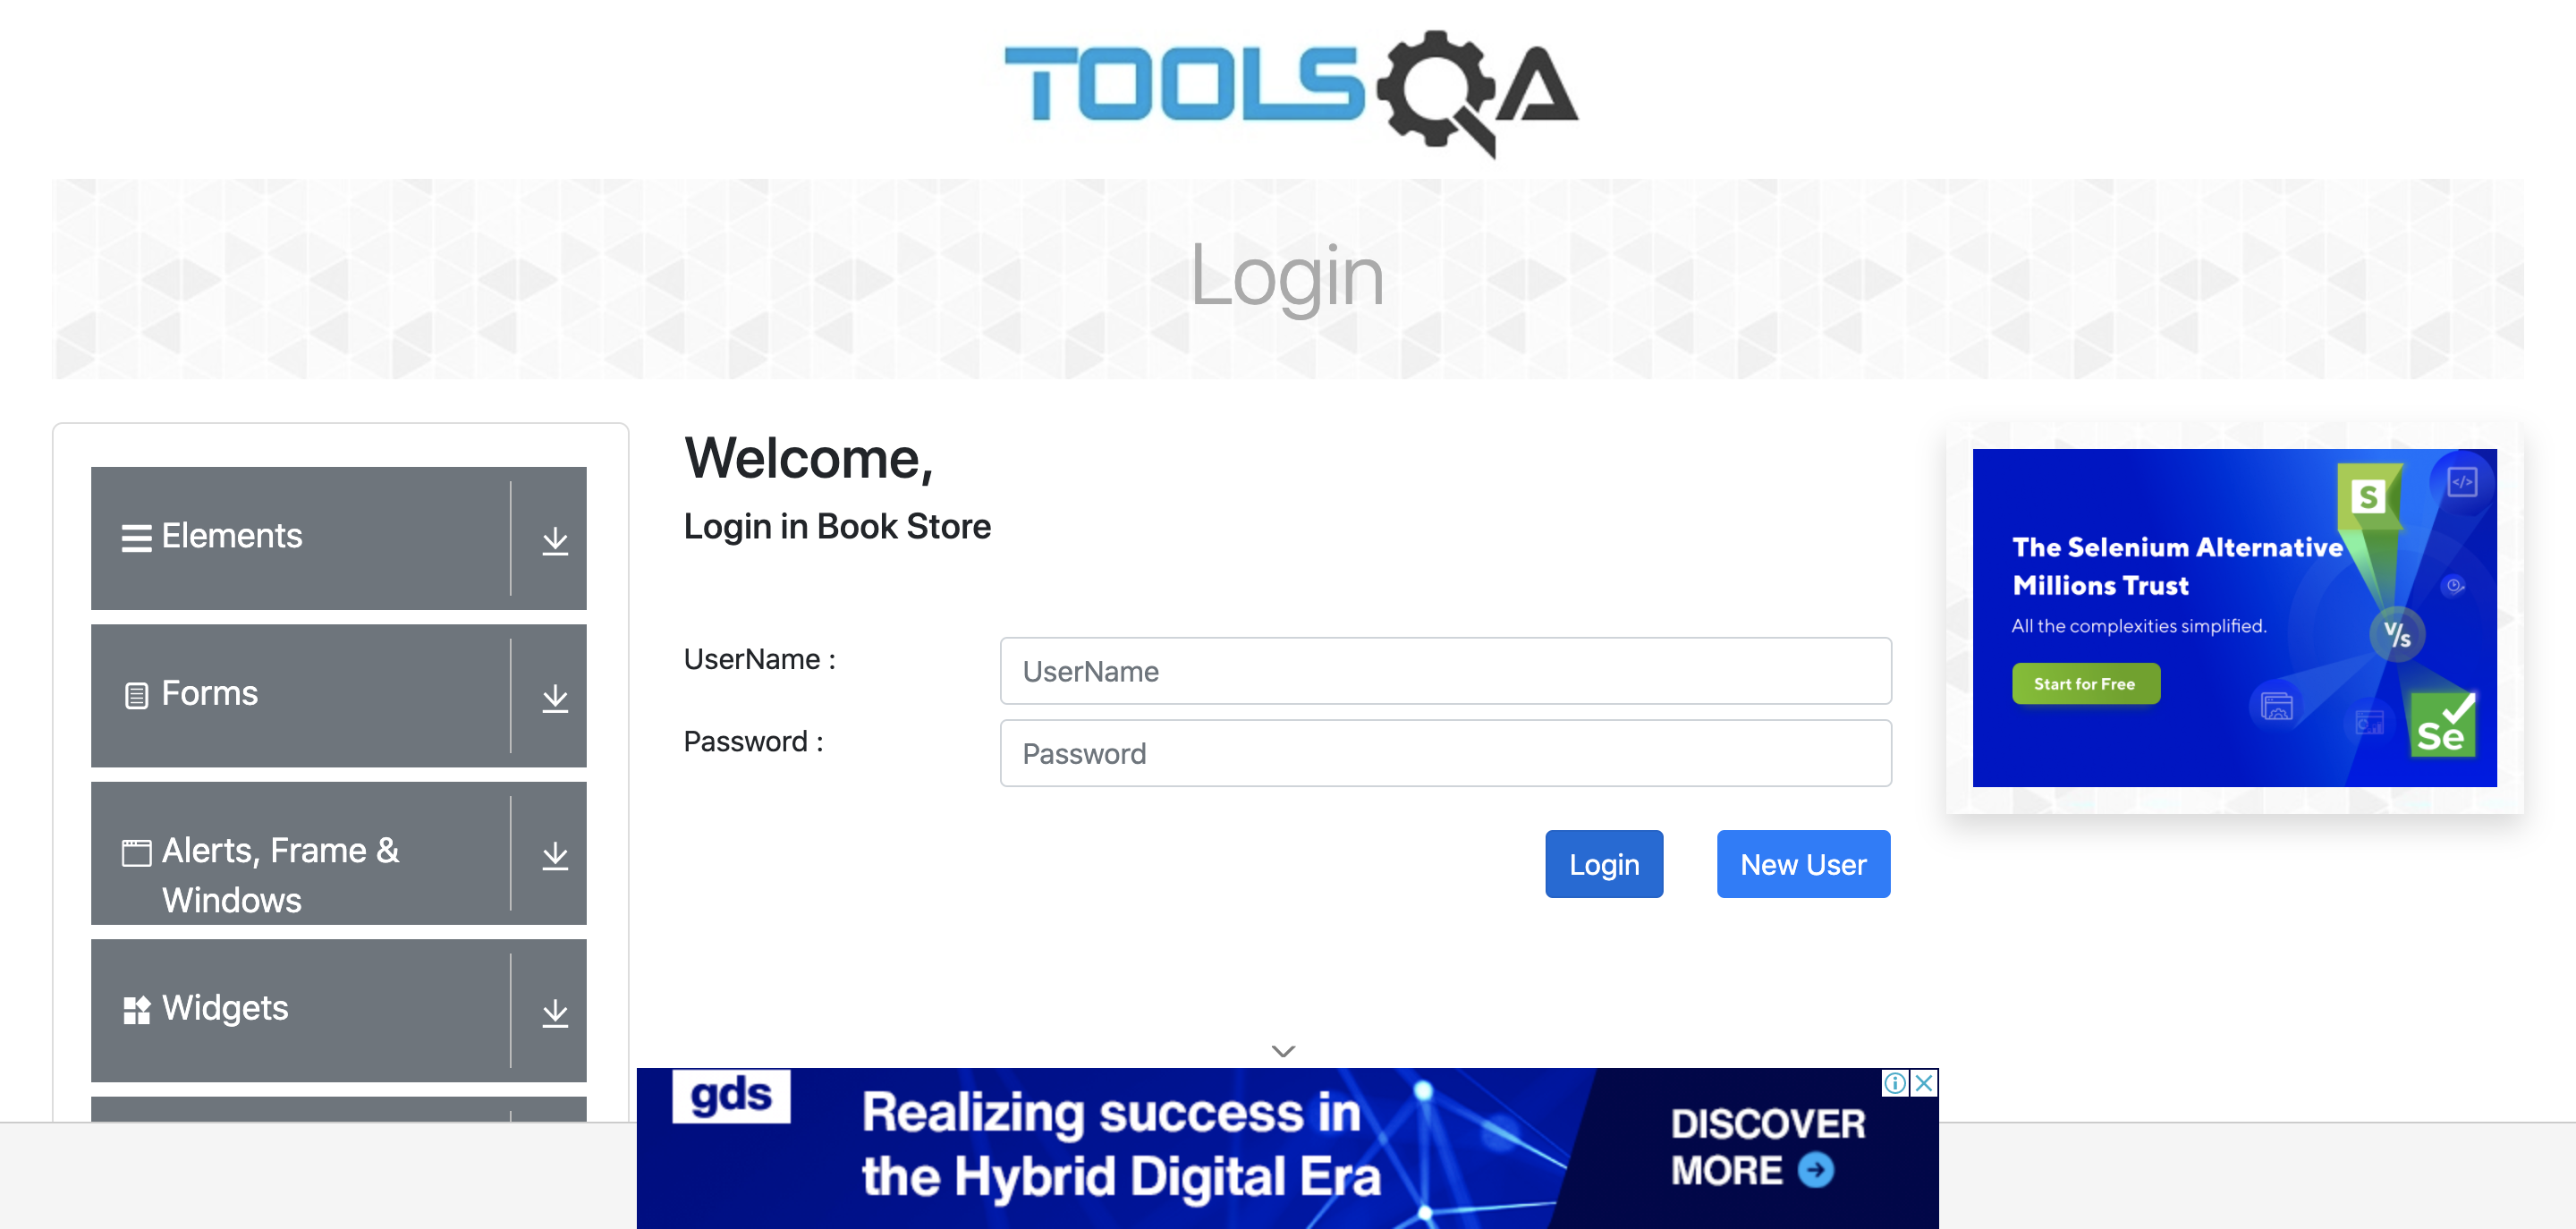 TOOLSQA
Login
Elements
Forms
Alerts, Frame &
Windows
Widgets
Welcome,
Login in Book Store
UserName :
UserName
Password :
Password
Login
New User
The Selenium Alternative
Millions Trust
All the complexities simplified.
Start for Free
S
</>
V/s
Se
gds
Realizing success in
the Hybrid Digital Era
DISCOVER
MORE